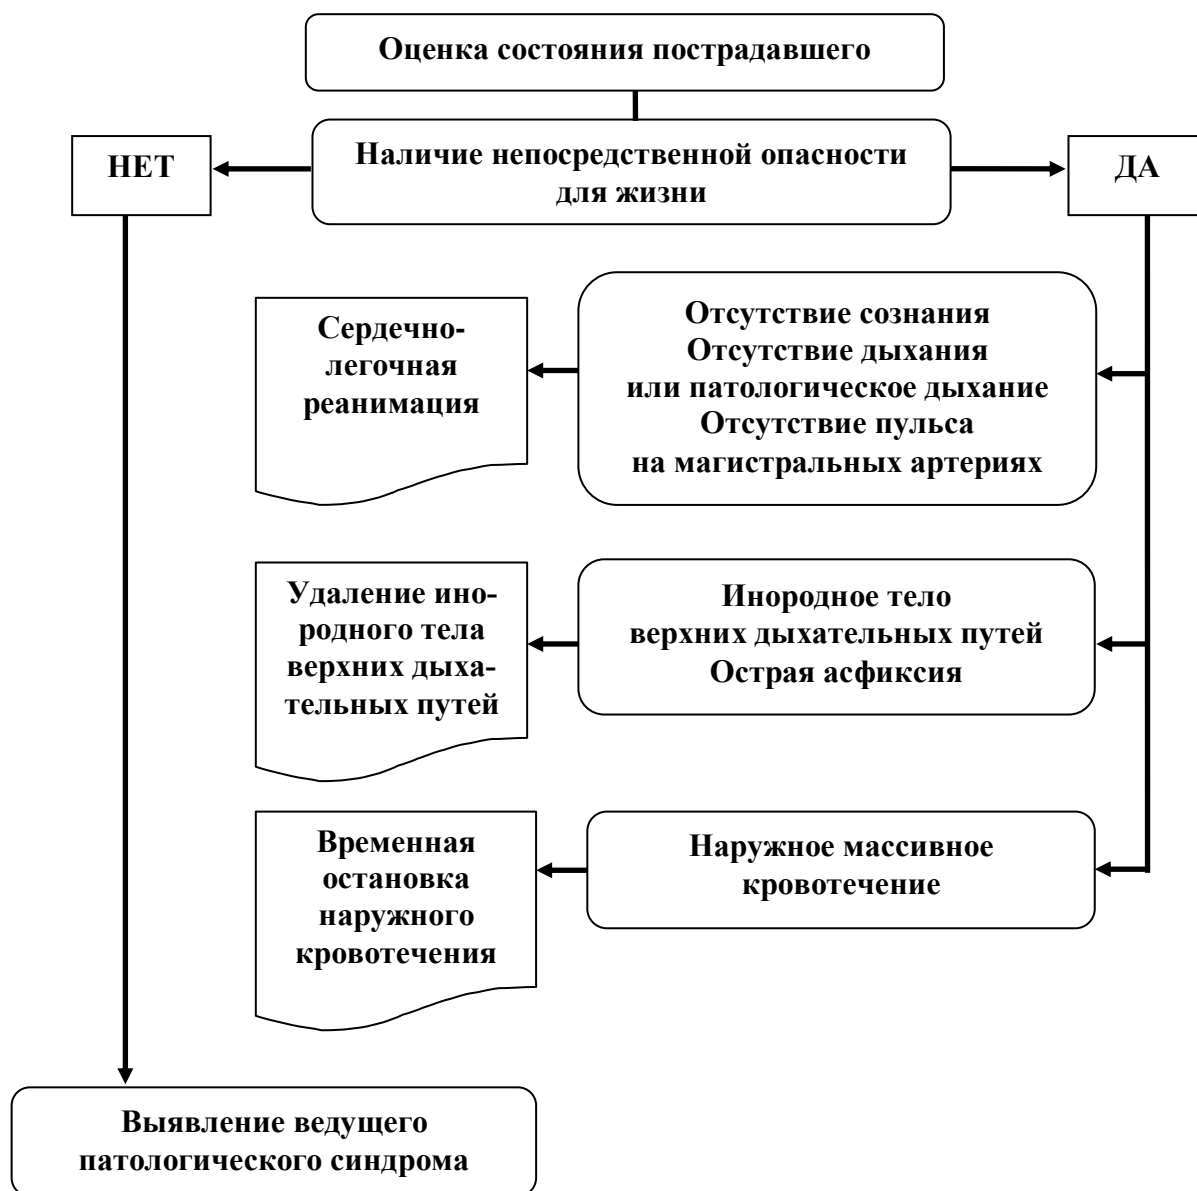 Оценка состояния пострадавшего
НЕТ
Наличие непосредственной опасности
для жизни
ДА
Сердечно-
легочная
реанимация
Отсутствие сознания
Отсутствие дыхания
или патологическое дыхание
Отсутствие пульса
на магистральных артериях
Удаление ино-
родного тела
верхних дыха-
тельных путей
Инородное тело
верхних дыхательных путей
Острая асфиксия
Временная
остановка
наружного
кровотечения
Наружное массивное
кровотечение
Выявление ведущего
патологического синдрома